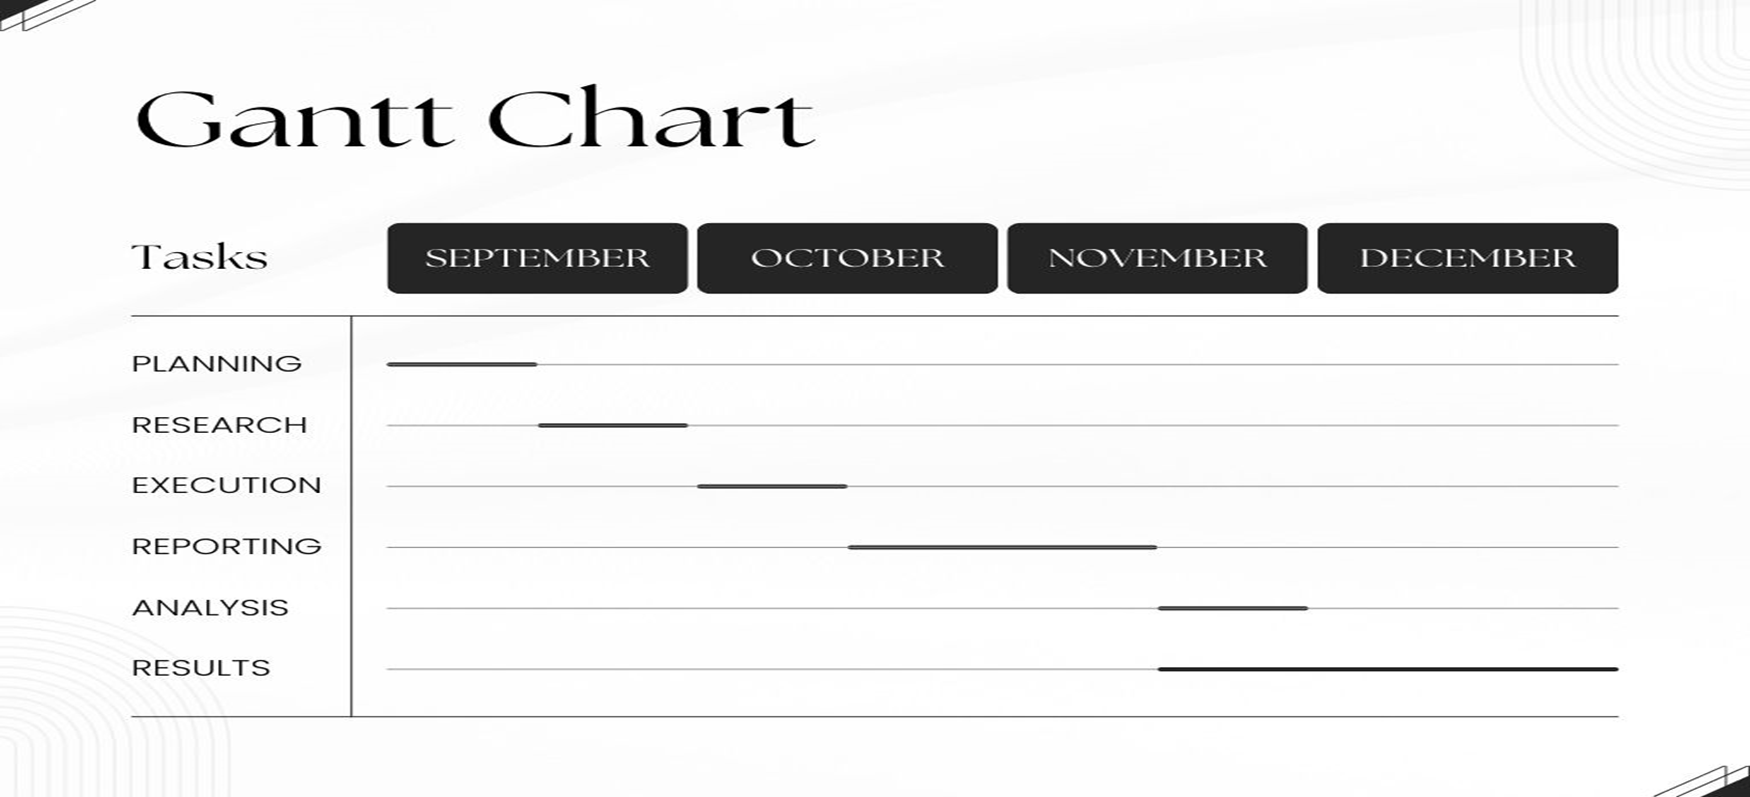 Gantt Chart
Tasks SEPTEMBER OCTOBER NOVEMBER DECEMBER
PLANNING
RESEARCH
EXECUTION
REPORTING
ANALYSIS
RESULTS